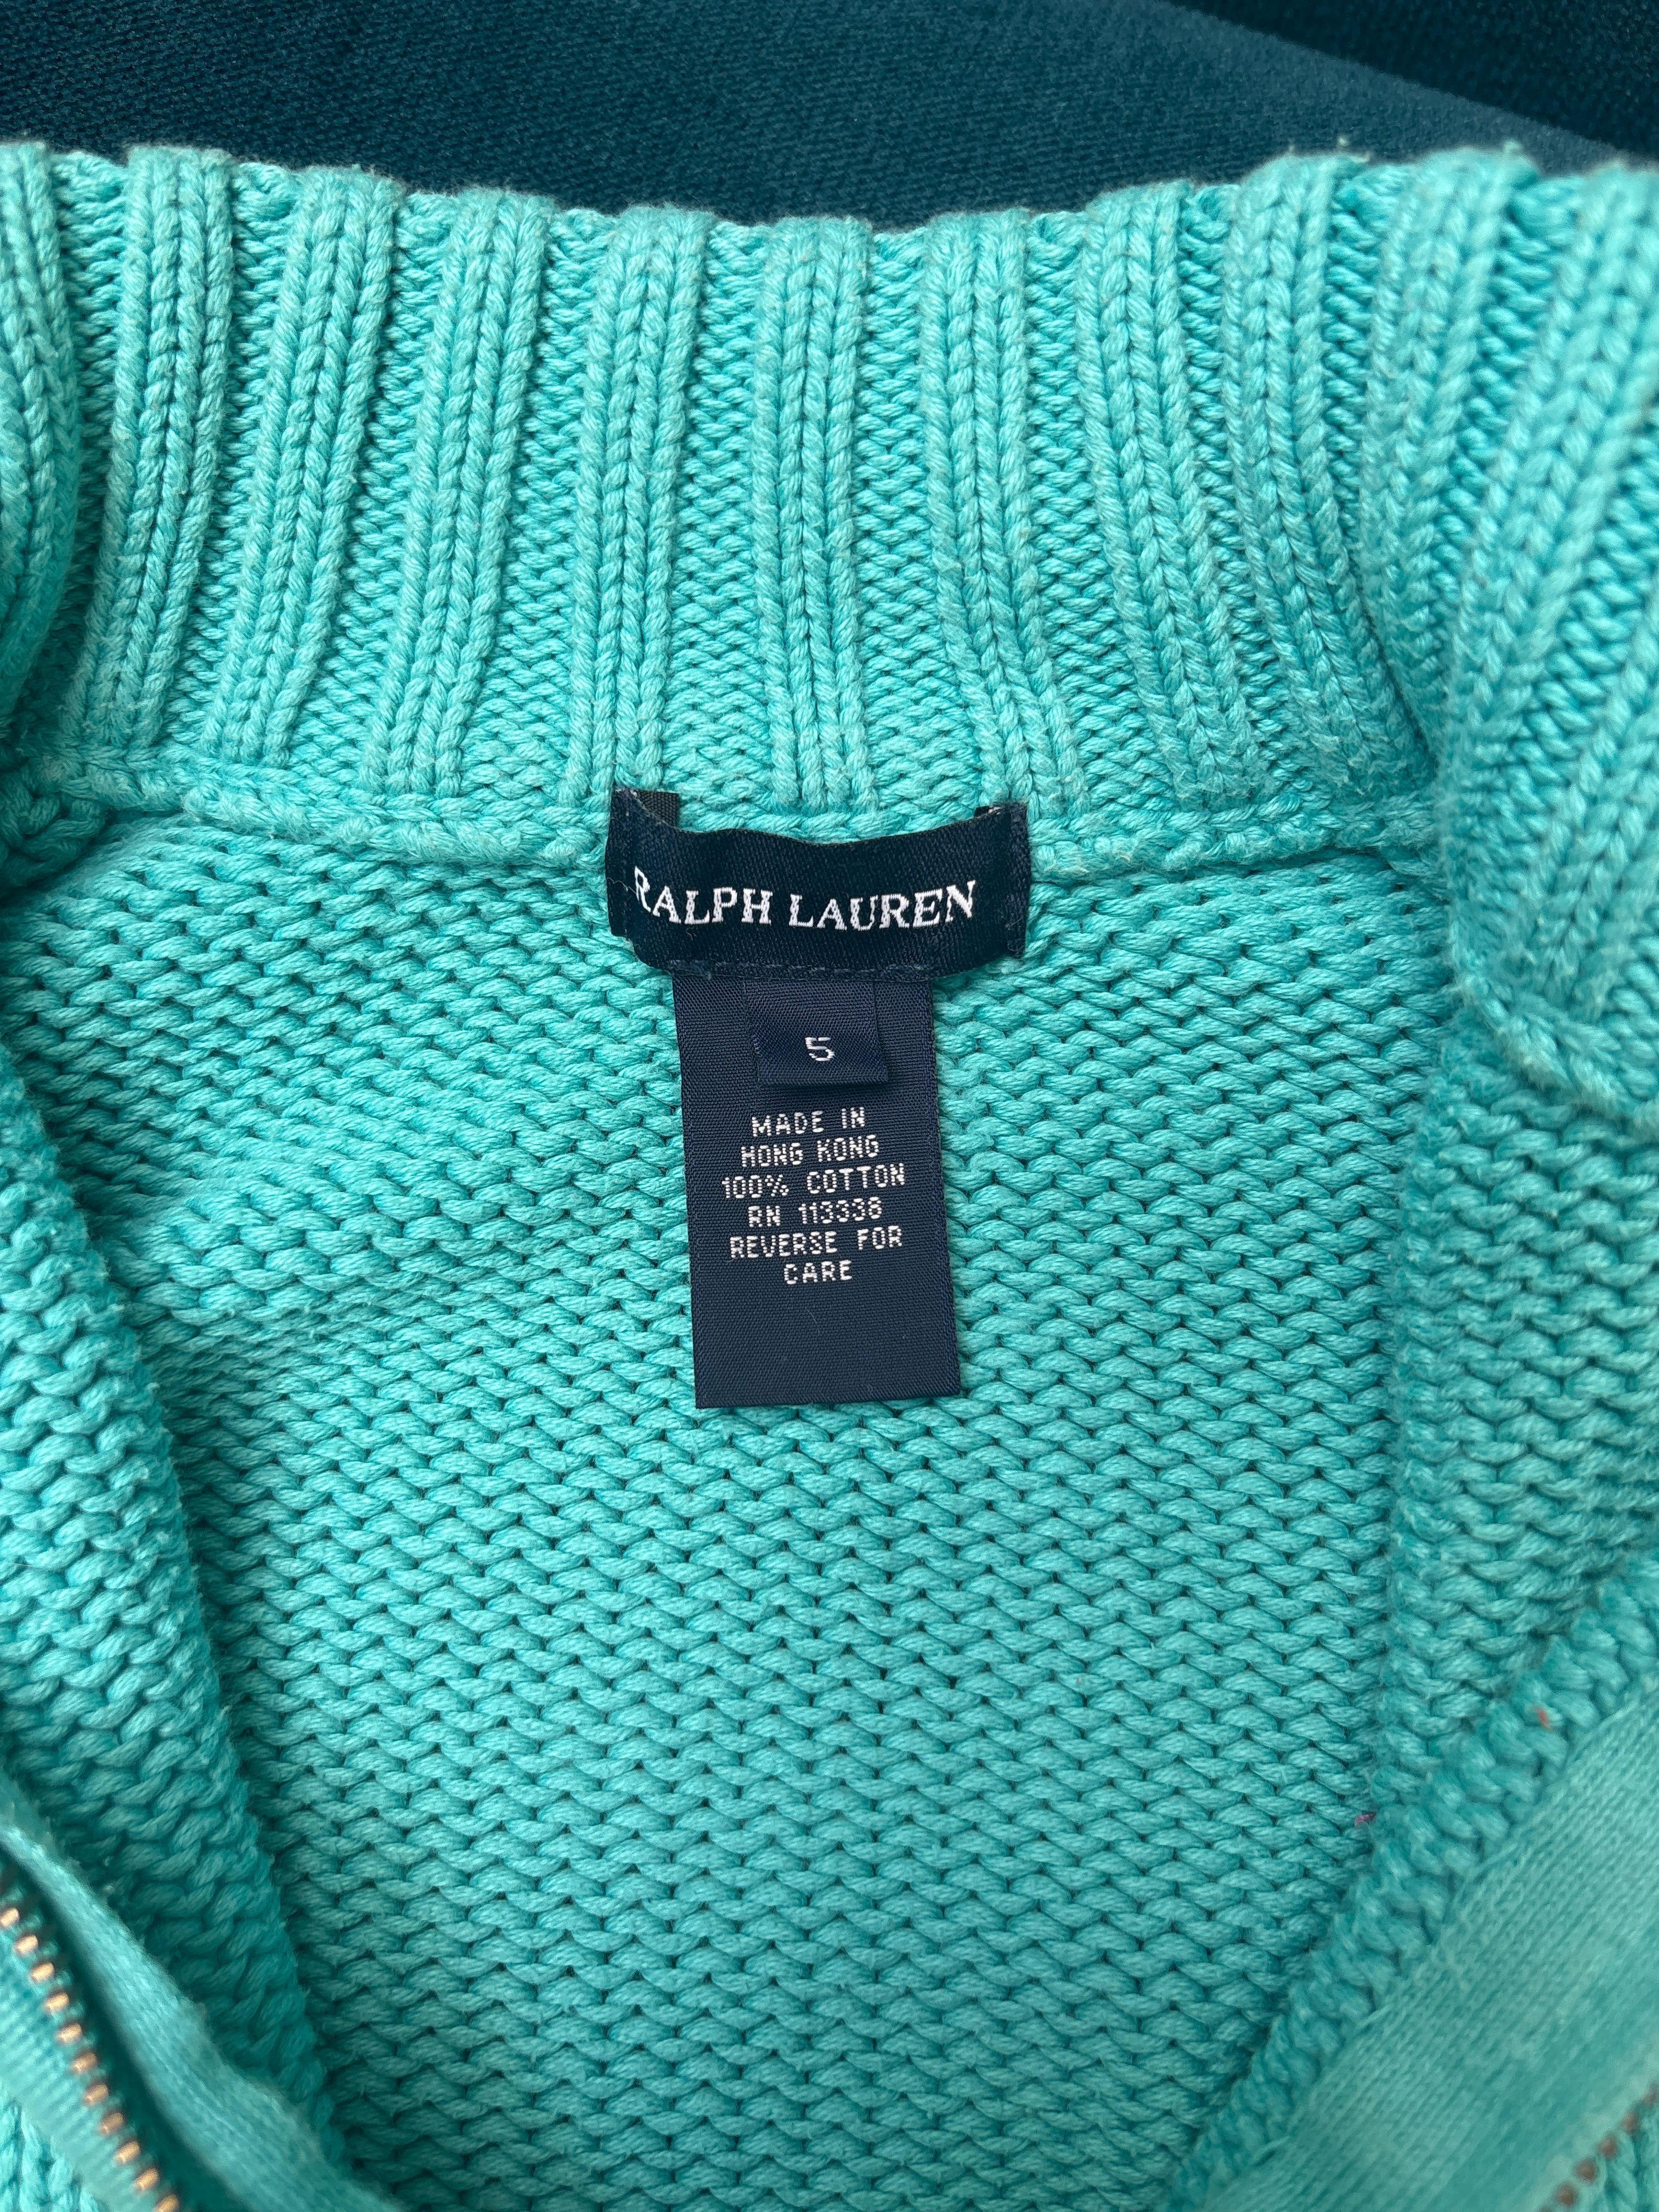 RALPH LAUREN
5
MADE IN
HONG KONG
100% COTTON
RN 113338
REVERSE FOR
CARE